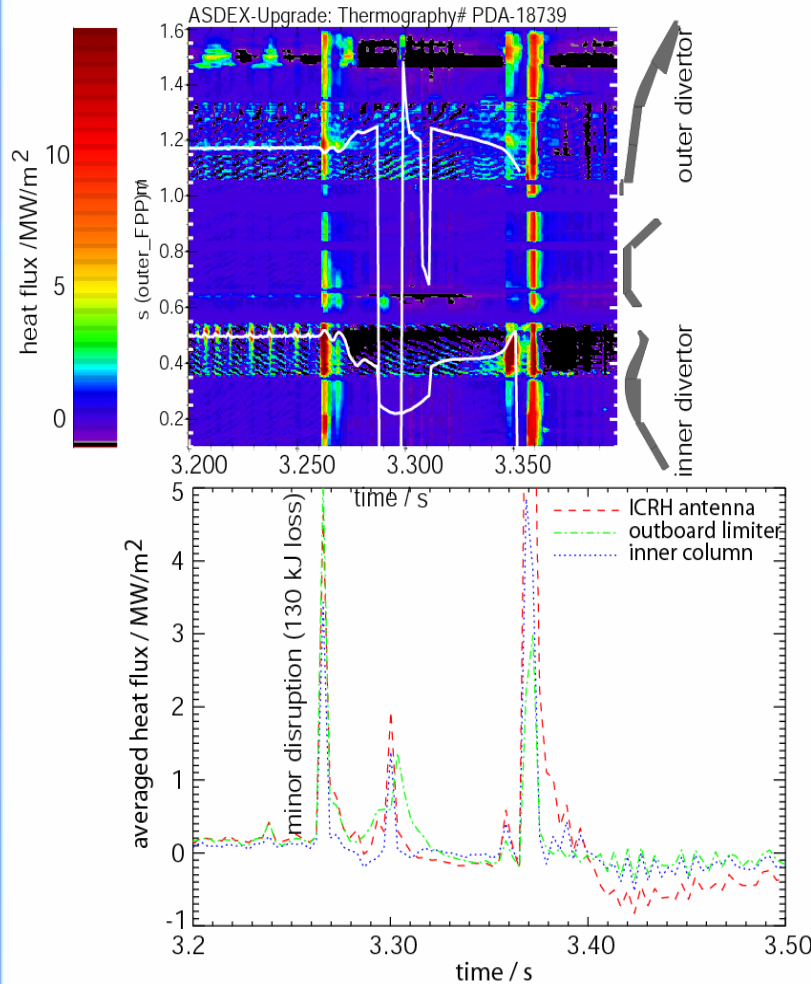 ASDEX-Upgrade: Thermography# PDA-18739
heat flux /MW/m2
10
5
0
s (outer_FPP)
1.6
1.4
1.2
1.0
0.8
0.6
0.4
0.2
3.200
3.250
3.300
3.350
time / s
outer divertor
inner divertor
averaged heat flux / MW/m2
5
4
3
2
1
0
-1
minor disruption (130 kJ loss)
ICRH antenna
outboard limiter
inner column
3.2
3.30
3.40
3.50
time / s